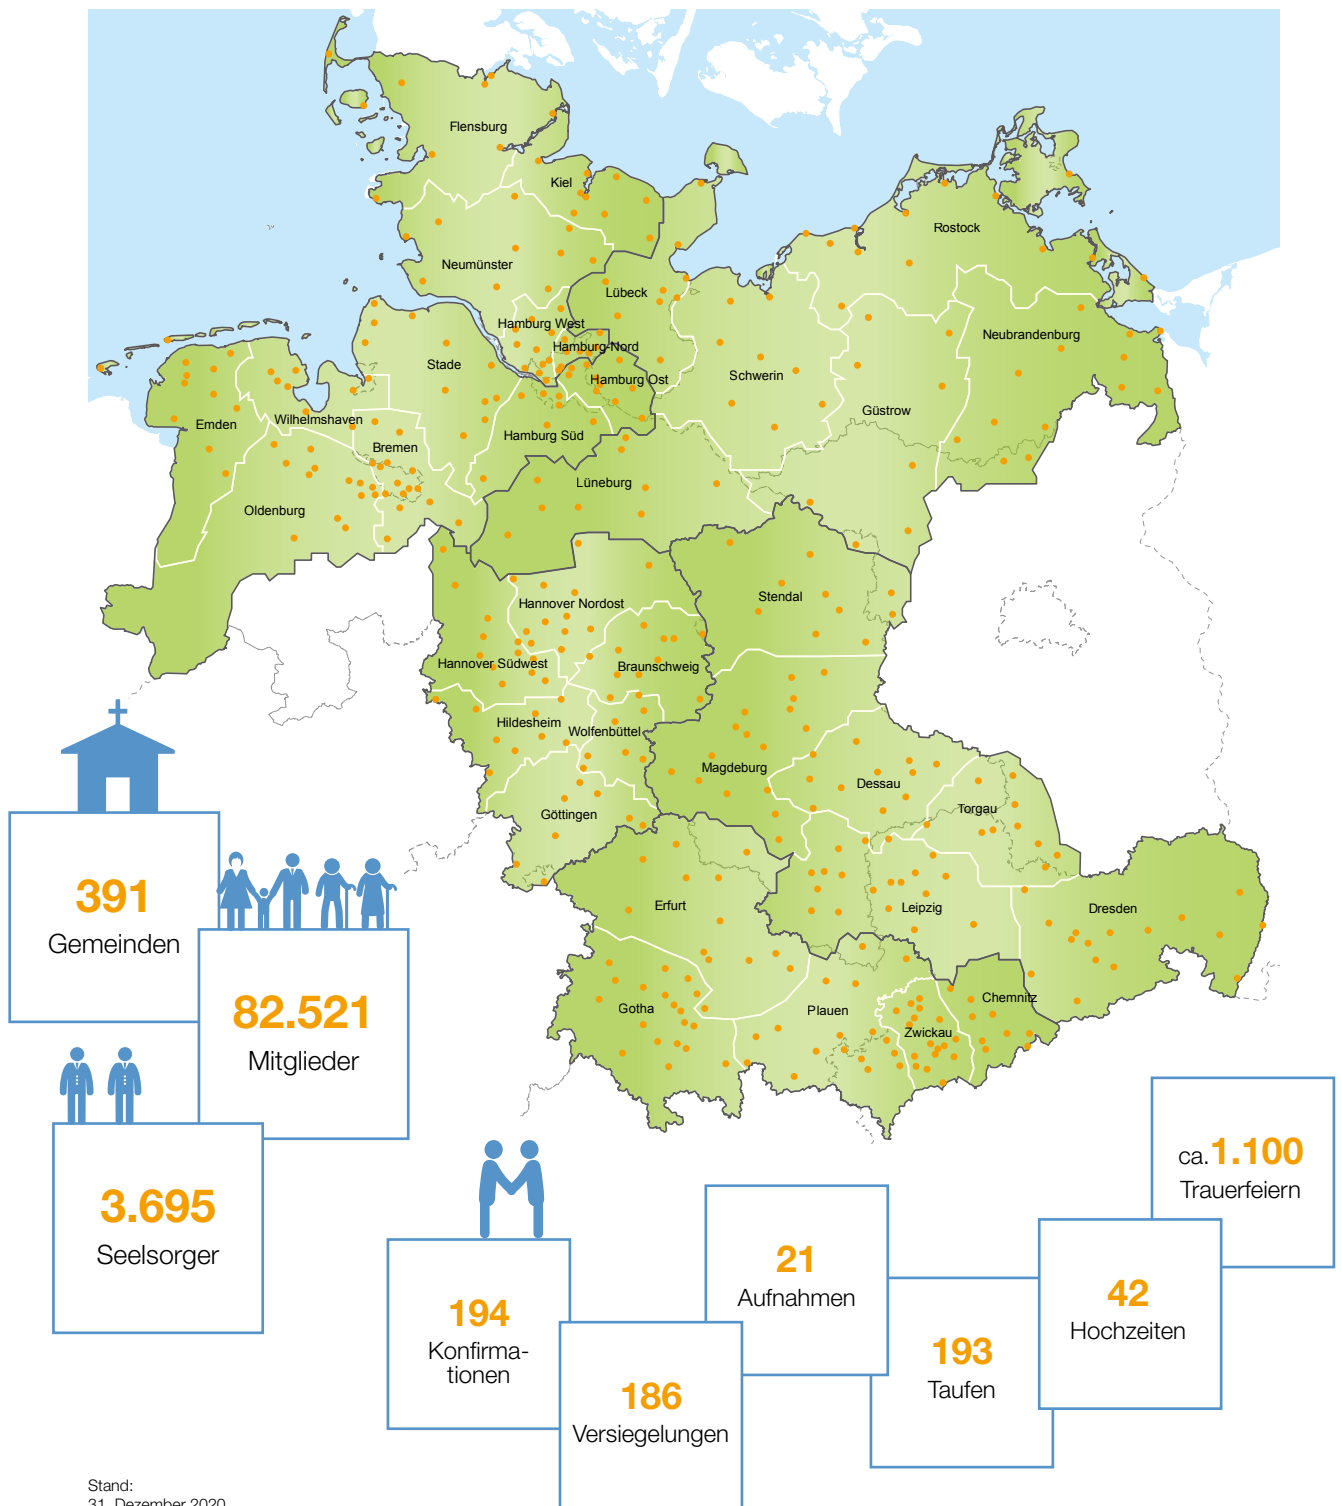 Flensburg
Kiel
Rostock
Neumünster
Lübeck
Hamburg West
Neubrandenburg
Hamburg-Nord
Stade
Schwerin
Hamburg Ost
Güstrow
Wilhelmshaven
Emden
Hamburg Süd
Bremen
Lüneburg
Oldenburg
Stendal
Hannover Nordost
Hannover Südwest
Braunschweig
Hildesheim
Wolfenbüttel
Magdeburg
Dessau
Torgau
Göttingen
Erfurt
Leipzig
Dresden
Chemnitz
Gotha
Plauen
Zwickau
391
Gemeinden
82.521
Mitglieder
3.695
Seelsorger
194
Konfirma-
tionen
186
Versiegelungen
21
Aufnahmen
193
Taufen
42
Hochzeiten
ca.1.100
Trauerfeiern
Stand:
31. Dezember 2020